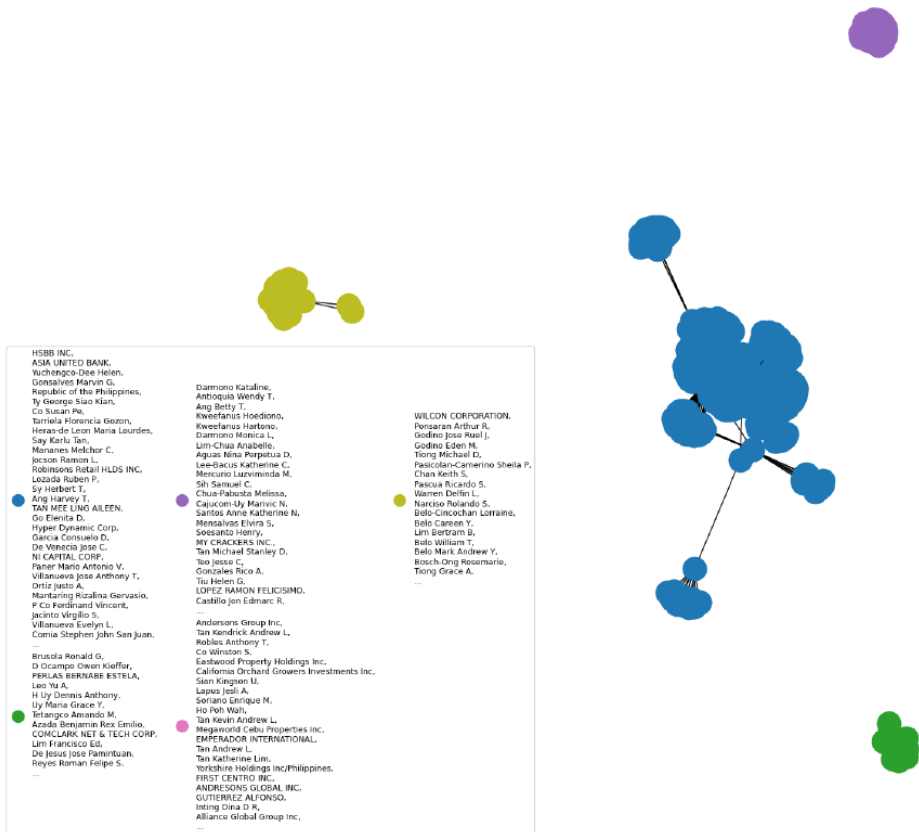 HSBB INC,
ASIA UNITED BANK,
Yuchengco-Dee Helen,
Gonsalves Marvin G,
Republic of the Philippines,
Ty George Siao Kian,
Co Susan Pe,
Tarriela Florencia Gozon,
Heras-de Leon Maria Lourdes,
Say Karlu Tan,
Mananes Melchor C,
Jocson Ramon L,
Robinsons Retail HLDS INC,
Lozada Ruben P,
Sy Herbert T,
Ang Harvey T,
TAN MEE LING AILEEN,
Go Elenita D,
Hyper Dynamic Corp,
Garcia Consuelo D,
De Venecia Jose C,
NI CAPITAL CORP,
Paner Mario Antonio V,
Villanueva Jose Anthony T,
Ortiz Justo A,
Mantaring Rizalina Gervasio,
P Co Ferdinand Vincent,
Jacinto Virgilio S,
Villanueva Evelyn L,
Comia Stephen John San Juan,
...
Brusola Ronald G,
D Ocampo Owen Kieffer,
PERLAS BERNABE ESTELA,
Leo Yu A,
H Uy Dennis Anthony,
Uy Maria Grace Y,
Tetangco Amando M,
Azada Benjamin Rex Emilio,
COMCLARK NET & TECH CORP,
Lim Francisco Ed,
De Jesus Jose Pamintuan,
Reyes Roman Felipe S,
...
Darmono Kataline,
Antioquia Wendy T,
Ang Betty T,
Kweefanus Hoediono,
Kweefanus Hartono,
Darmono Monica L,
Lim-Chua Anabelle,
Aguas Nina Perpetua D,
Lee-Bacus Katherine C,
Mercurio Luzviminda M,
Sih Samuel C,
Chua-Pabusta Melissa,
Cajucom-Uy Marivic N,
Santos Anne Katherine N,
Mensalvas Elvira S,
Soesanto Henry,
MY CRACKERS INC.,
Tan Michael Stanley D,
Teo Jesse C,
Gonzales Rico A,
Tiu Helen G,
LOPEZ RAMON FELICISIMO,
Castillo Jon Edmarc R,
...
Andersons Group Inc,
Tan Kendrick Andrew L,
Robles Anthony T,
Co Winston S,
Eastwood Property Holdings Inc,
California Orchard Growers Investments Inc,
Sian Kingson U,
Lapus Jesli A,
Soriano Enrique M,
Ho Poh Wah,
Tan Kevin Andrew L,
Megaworld Cebu Properties Inc,
EMPERADOR INTERNATIONAL,
Tan Andrew L,
Tan Katherine Lim,
Yorkshire Holdings Inc/Philippines,
FIRST CENTRO INC,
ANDRESONS GLOBAL INC,
GUTIERREZ ALFONSO,
Inting Dina D R,
Alliance Global Group Inc,
...
WILCON CORPORATION,
Ponsaran Arthur R,
Godino Jose Ruel J,
Godino Eden M,
Tiong Michael D,
Pasicolan-Camerino Sheila P,
Chan Keith S,
Pascua Ricardo S,
Warren Delfin L,
Narciso Rolando S,
Belo-Cincochan Lorraine,
Belo Careen Y,
Lim Bertram B,
Belo William T,
Belo Mark Andrew Y,
Bosch-Ong Rosemarie,
Tiong Grace A,
...